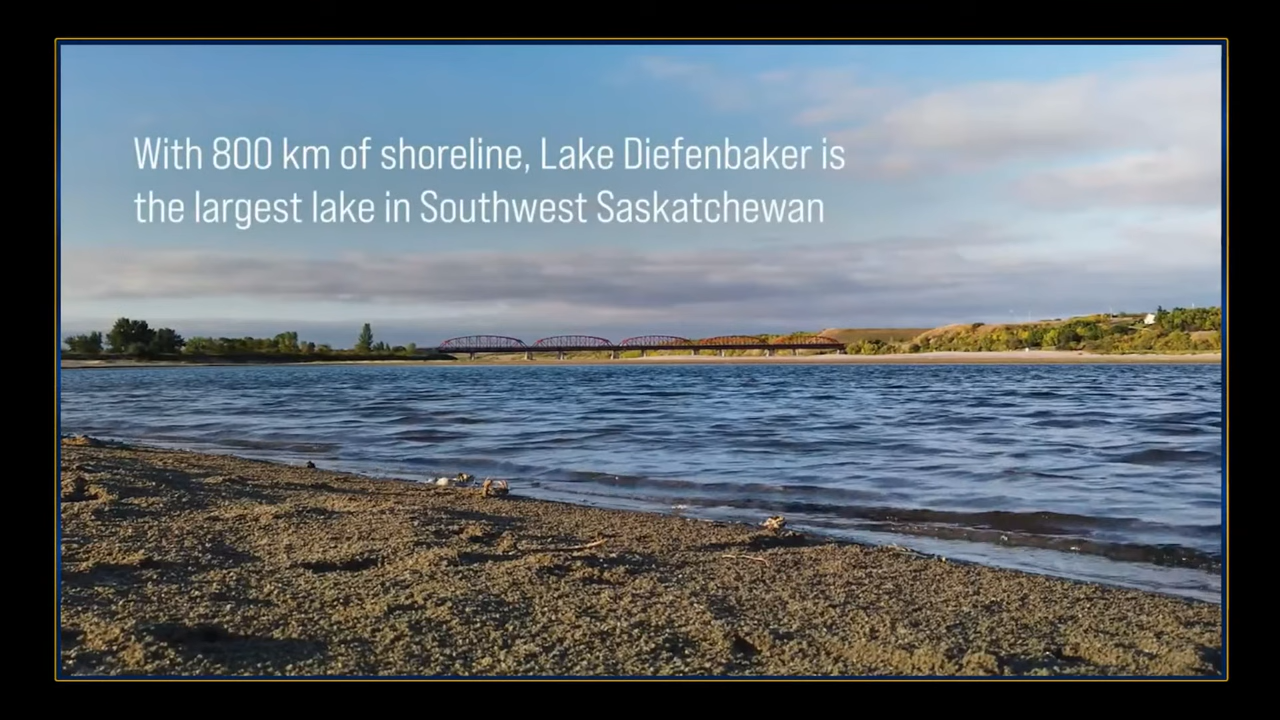 With 800 km of shoreline, Lake Diefenbaker is
the largest lake in Southwest Saskatchewan